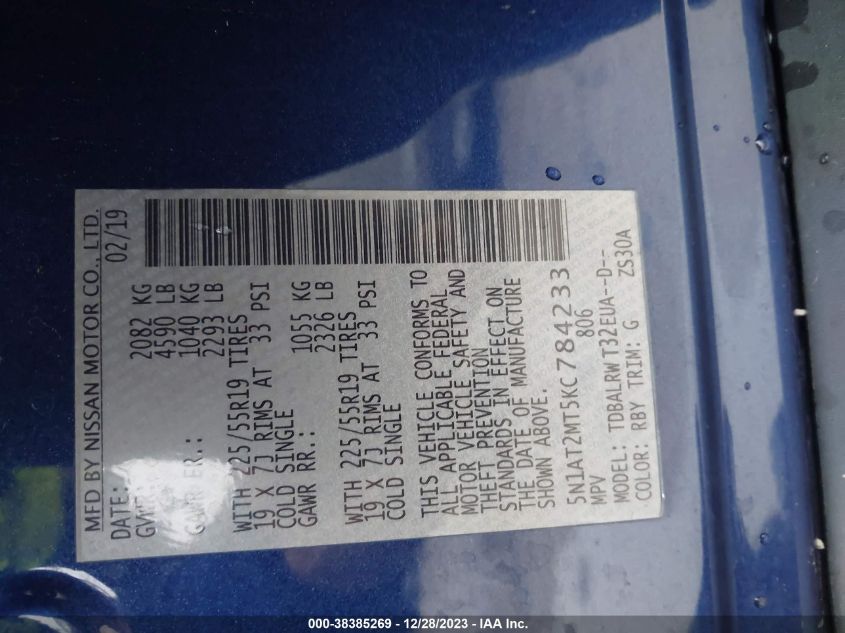 MFD BY NISSAN MOTOR CO., LTD.
DATE: 02/19
2082 KG
4590 LB
1040 KG
2293 LB
WITH 225/55R19 TIRES
19 X 7J RIMS AT 33 PSI
COLD SINGLE
GAWR RR.: 1055 KG
2326 LB
WITH 225/55R19 TIRES
19 X 7J RIMS AT 33 PSI
COLD SINGLE
THIS VEHICLE CONFORMS TO
ALL APPLICABLE FEDERAL
MOTOR VEHICLE SAFETY AND
THEFT PREVENTION
STANDARDS IN EFFECT ON
THE DATE OF MANUFACTURE
SHOWN ABOVE.
5N1AT2MT5KC784233
MPV 806
MODEL: TDBALRWT32EUA--D--
COLOR: RBY TRIM: G ZS30A
000-38385269 - 12/28/2023 - IAA Inc.